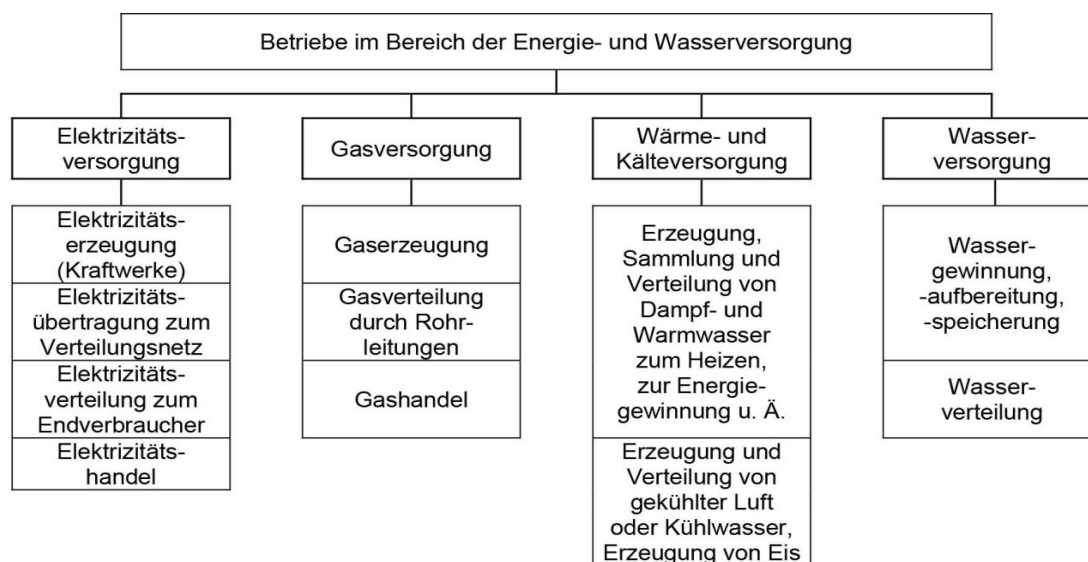 Betriebe im Bereich der Energie- und Wasserversorgung
Elektrizitäts-
versorgung
Gasversorgung
Wärme- und
Kälteversorgung
Wasser-
versorgung
Elektrizitäts-
erzeugung
(Kraftwerke)
Elektrizitäts-
übertragung zum
Verteilungsnetz
Elektrizitäts-
verteilung zum
Endverbraucher
Elektrizitäts-
handel
Gaserzeugung
Gasverteilung
durch Rohr-
leitungen
Gashandel
Erzeugung,
Sammlung und
Verteilung von
Dampf- und
Warmwasser
zum Heizen,
zur Energie-
gewinnung u. Ä.
Erzeugung und
Verteilung von
gekühlter Luft
oder Kühlwasser,
Erzeugung von Eis
Wasser-
gewinnung,
-aufbereitung,
-speicherung
Wasser-
verteilung